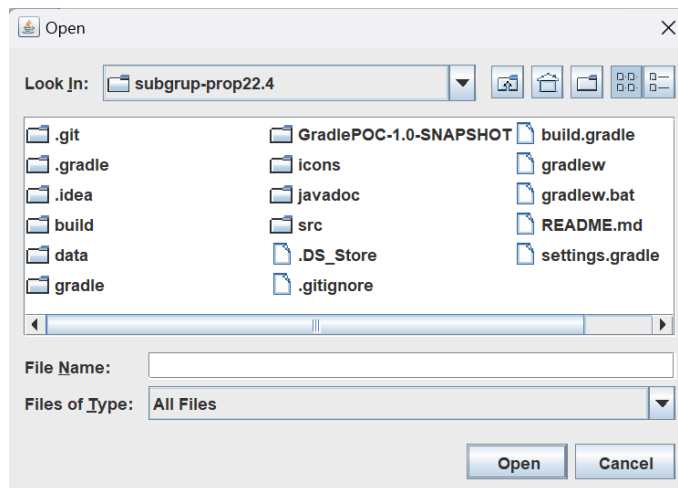 Open
Look In: subgrup-prop22.4
.git
.gradle
.idea
build
data
gradle
GradlePOC-1.0-SNAPSHOT
icons
javadoc
src
.DS_Store
.gitignore
build.gradle
gradlew
gradlew.bat
README.md
settings.gradle
File Name:
Files of Type: All Files
Open Cancel